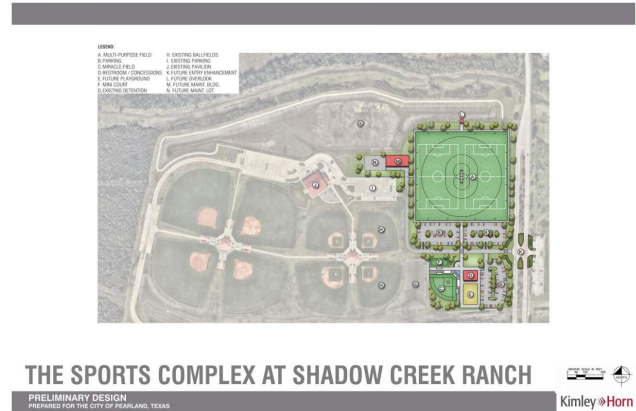 LEGEND:
A. MULTI-PURPOSE FIELD
B. PARKING
C. MIRACLE FIELD
D. RESTROOM / CONCESSIONS
E. FUTURE PLAYGROUND
F. MINI COURT
G. EXISTING DETENTION
H. EXISTING BALLFIELDS
I. EXISTING PARKING
J. EXISTING PAVILION
K. FUTURE ENTRY ENHANCEMENT
L. FUTURE OVERLOOK
M. FUTURE MAINT. BLDG.
N. FUTURE MAINT. LOT
THE SPORTS COMPLEX AT SHADOW CREEK RANCH
PRELIMINARY DESIGN
PREPARED FOR THE CITY OF PEARLAND, TEXAS
NORTH
Kimley»Horn